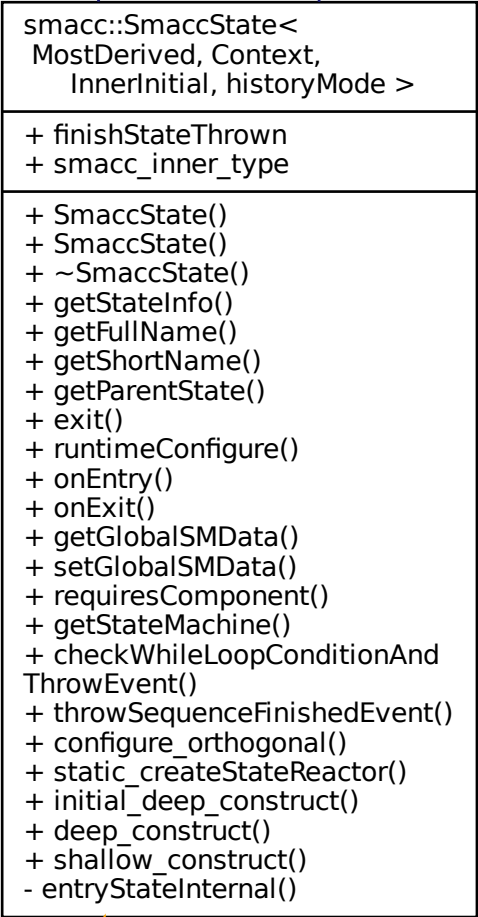 smacc::SmaccState<
MostDerived, Context,
InnerInitial, historyMode >
+ finishStateThrown
+ smacc_inner_type
+ SmaccState()
+ SmaccState()
+ ~SmaccState()
+ getStateInfo()
+ getFullName()
+ getShortName()
+ getParentState()
+ exit()
+ runtimeConfigure()
+ onEntry()
+ onExit()
+ getGlobalSMData()
+ setGlobalSMData()
+ requiresComponent()
+ getStateMachine()
+ checkWhileLoopConditionAnd
ThrowEvent()
+ throwSequenceFinishedEvent()
+ configure_orthogonal()
+ static_createStateReactor()
+ initial_deep_construct()
+ deep_construct()
+ shallow_construct()
- entryStateInternal()